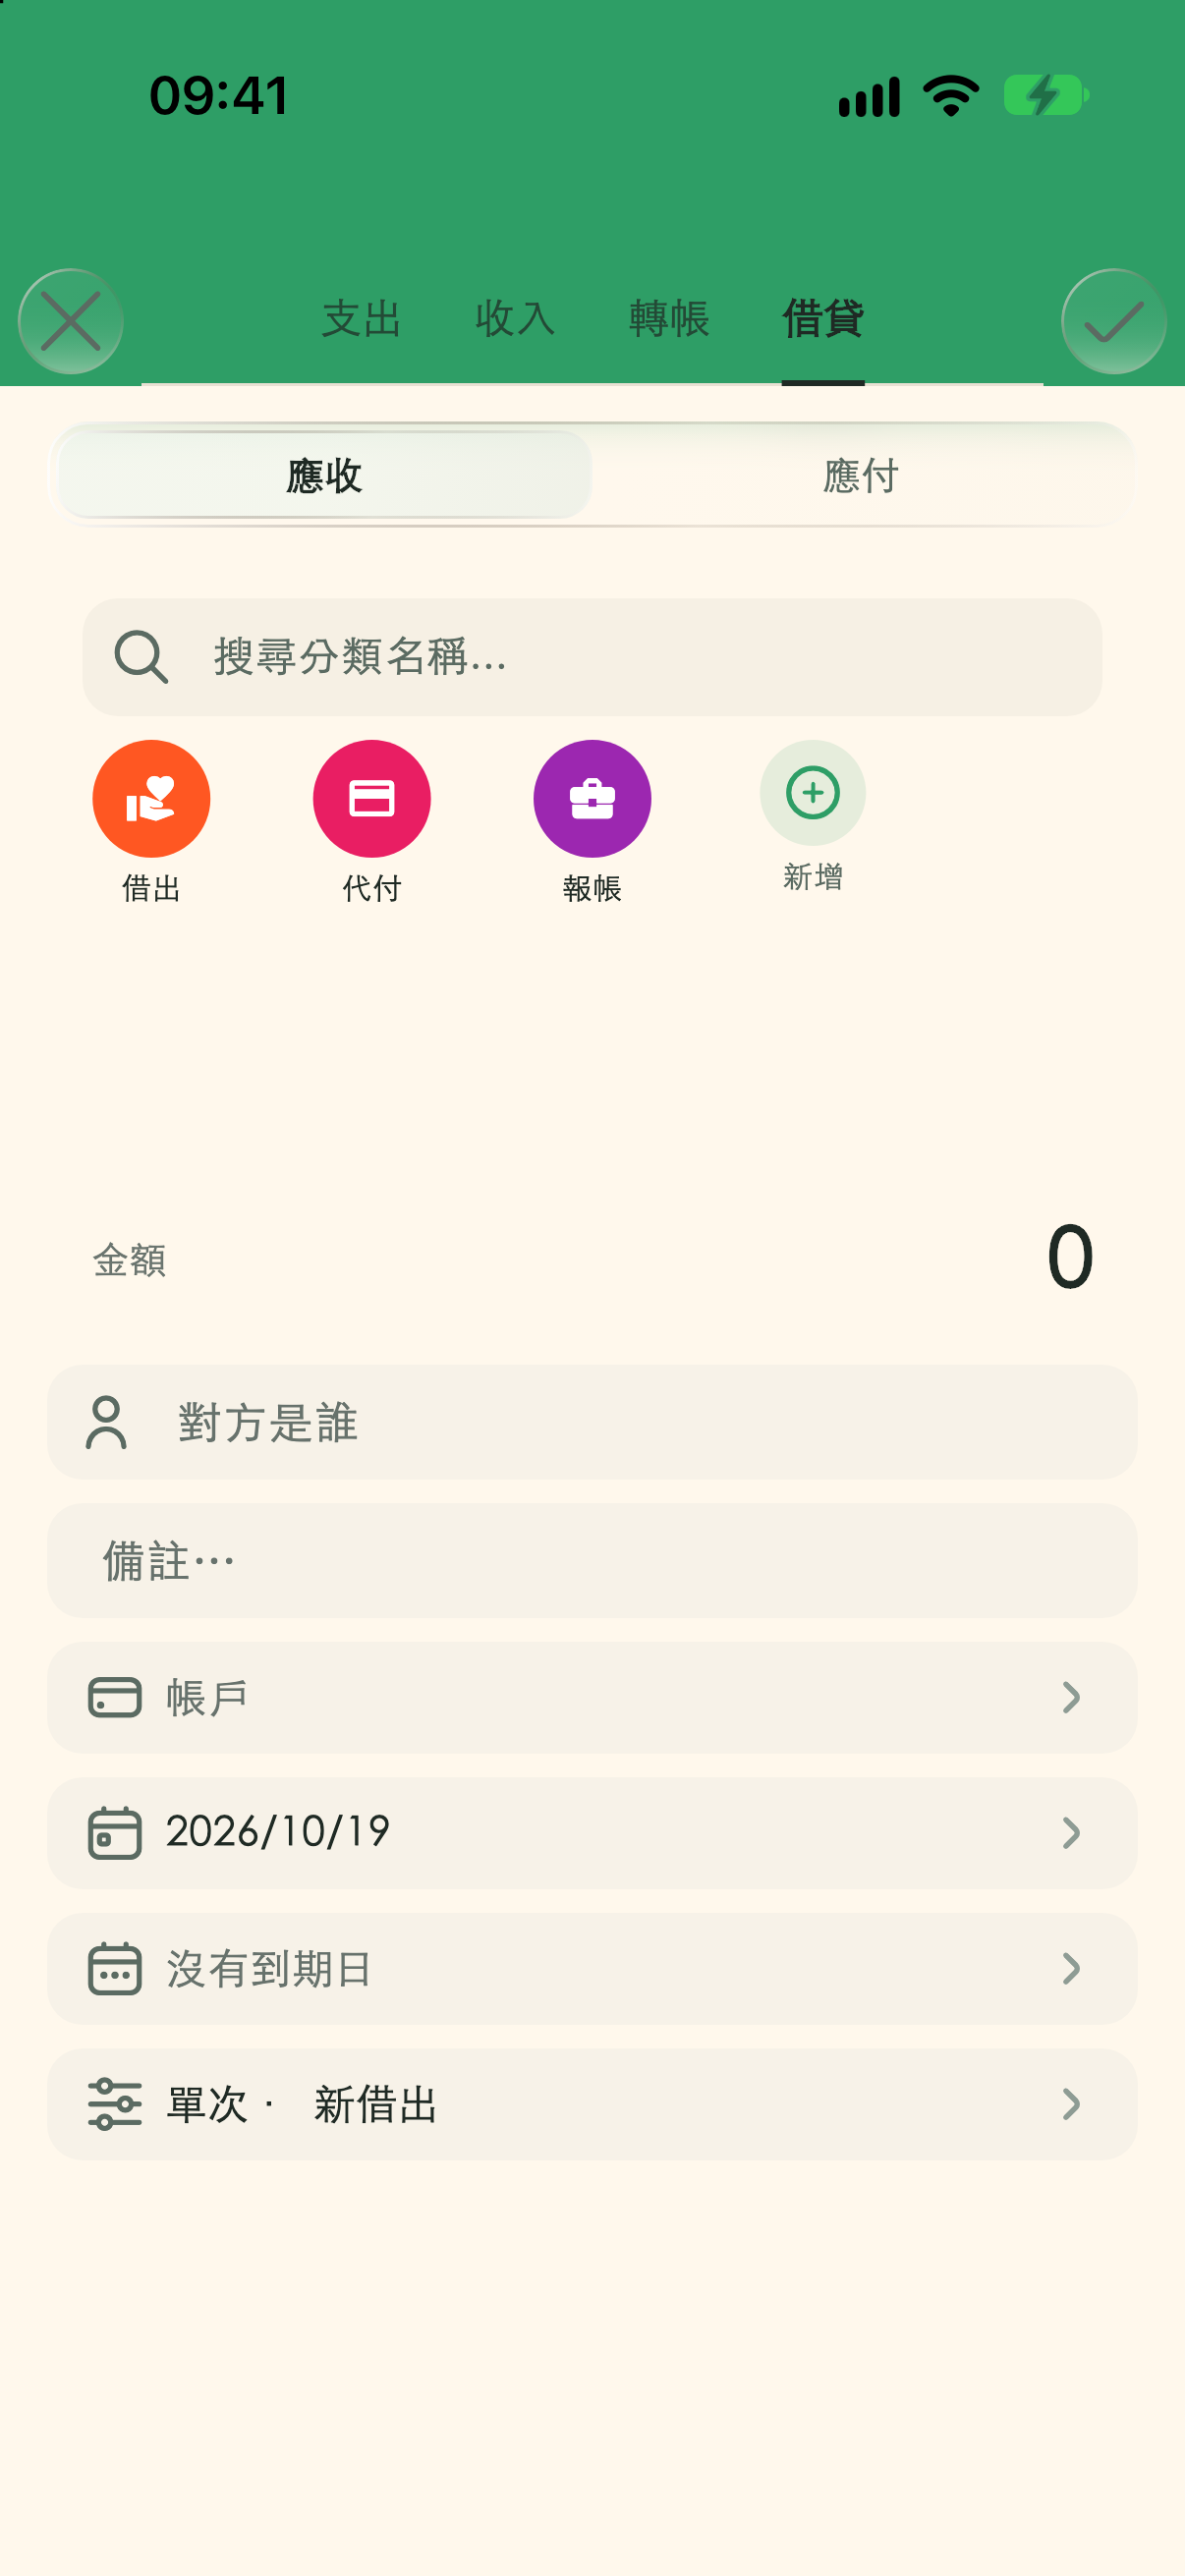 09:41
支出 收入 轉帳 借貸
應收 應付
搜尋分類名稱...
借出 代付 報帳 新增
金額 0
對方是誰
備註…
帳戶
2026/10/19
沒有到期日
單次 · 新借出